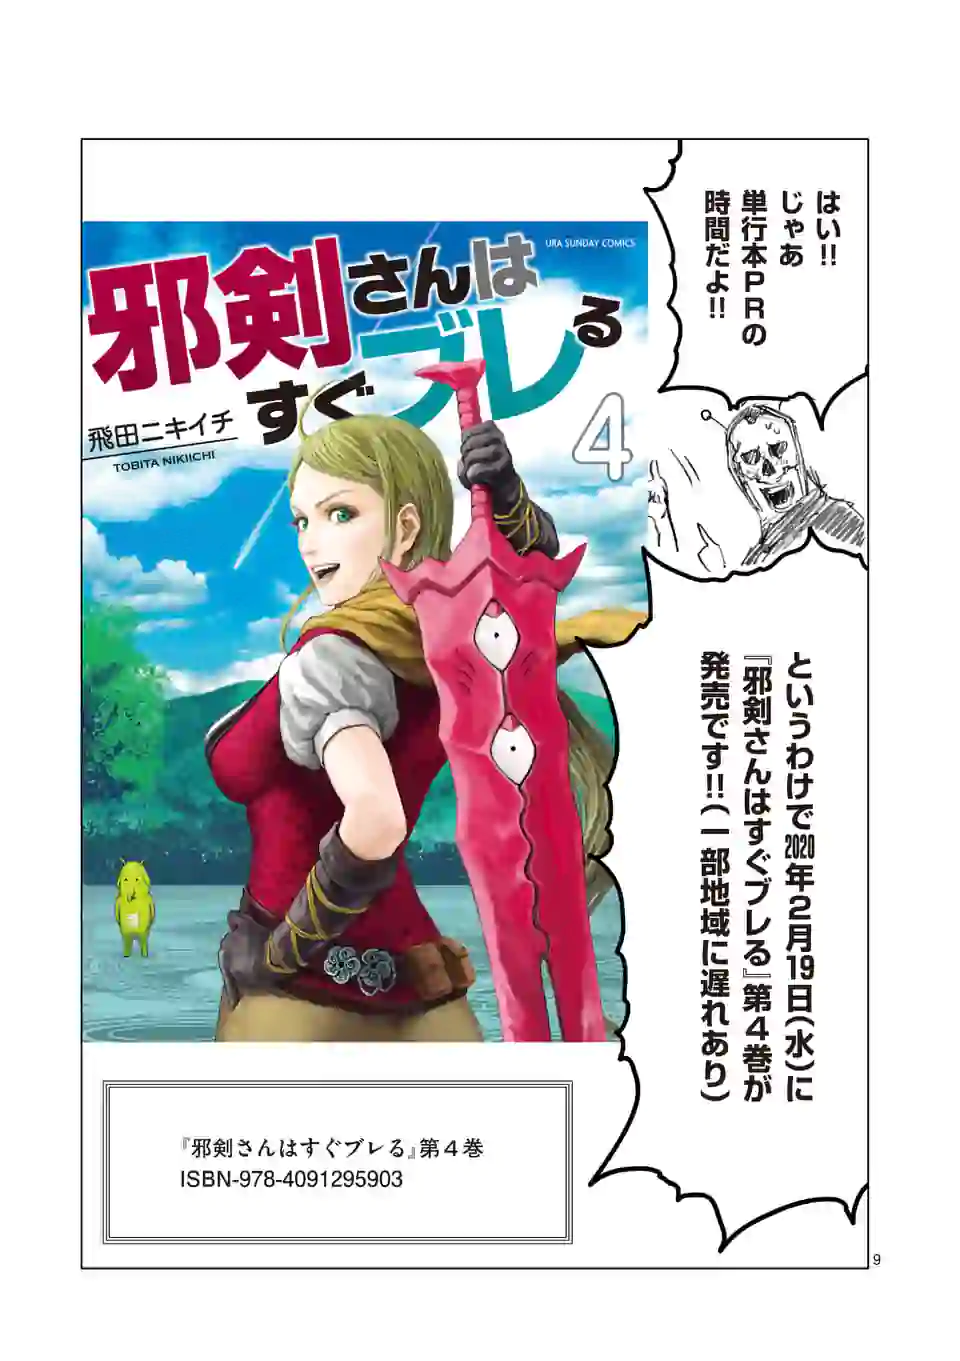 はい!!
じゃあ
単行本PRの
時間だよ!!
URA SUNDAY COMICS
邪剣さんは
すぐブレる
4
飛田ニキイチ
TOBITA NIKIICHI
というわけで2020年2月19日(水)に
『邪剣さんはすぐブレる』第4巻が
発売です!!(一部地域に遅れあり)
『邪剣さんはすぐブレる』第4巻
ISBN-978-4091295903
9